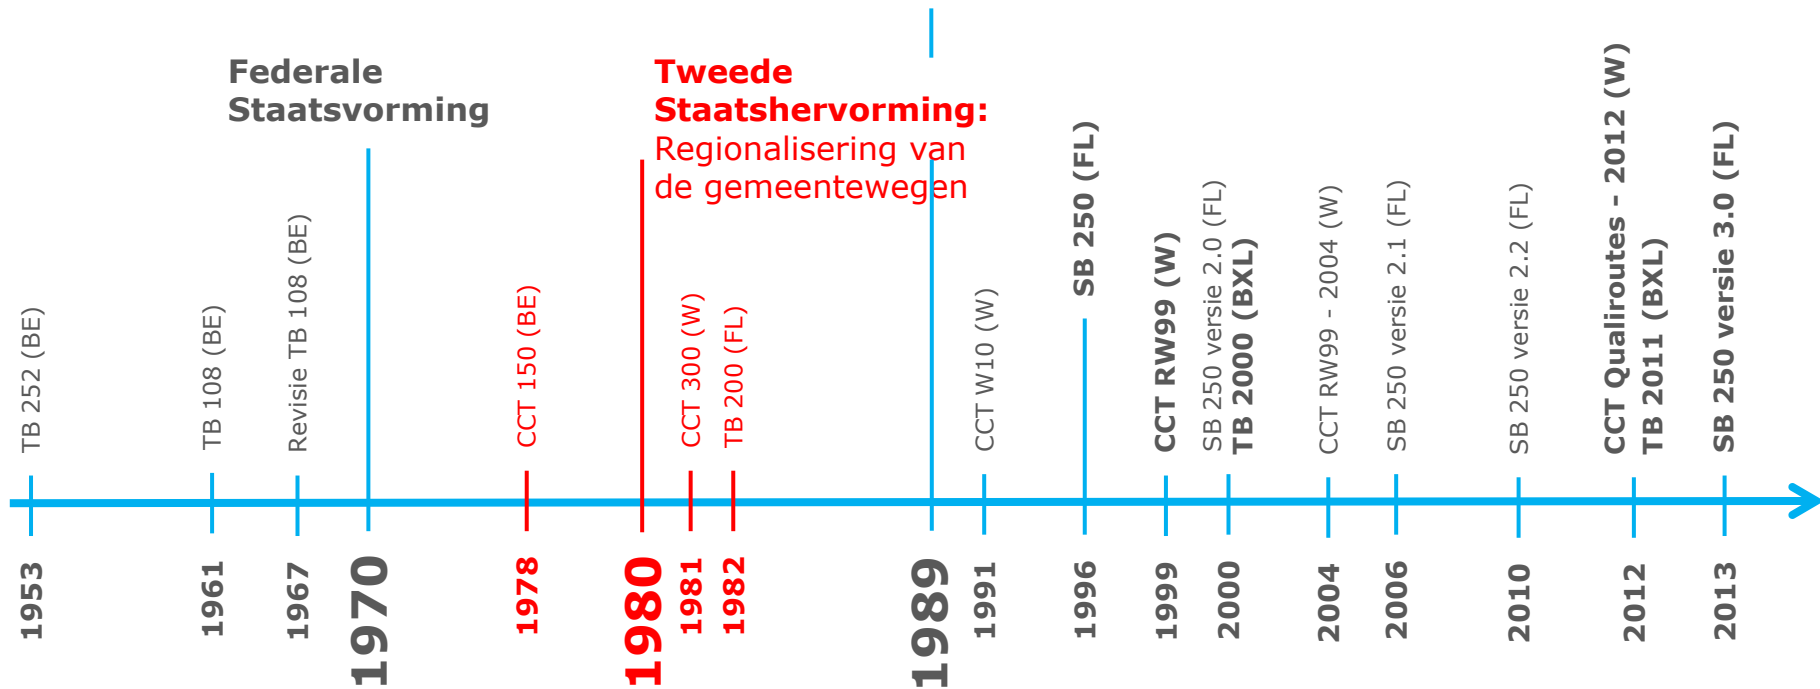 Federale
Staatsvorming
Tweede
Staatshervorming:
Regionalisering van
de gemeentewegen
TB 252 (BE)
TB 108 (BE)
Revisie TB 108 (BE)
CCT 150 (BE)
CCT 300 (W)
TB 200 (FL)
CCT W10 (W)
SB 250 (FL)
CCT RW99 (W)
SB 250 versie 2.0 (FL)
TB 2000 (BXL)
CCT RW99 - 2004 (W)
SB 250 versie 2.1 (FL)
SB 250 versie 2.2 (FL)
CCT Qualiroutes - 2012 (W)
TB 2011 (BXL)
SB 250 versie 3.0 (FL)
1953
1961
1967
1970
1978
1980
1981
1982
1989
1991
1996
1999
2000
2004
2006
2010
2012
2013